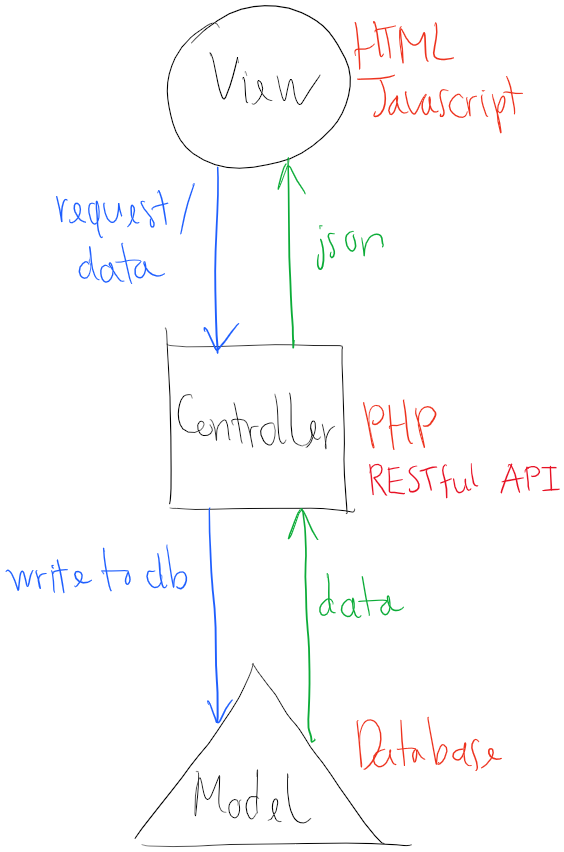 View
HTML
Javascript
request/
data
json
Controller
PHP
RESTful API
write to db
data
Database
Model